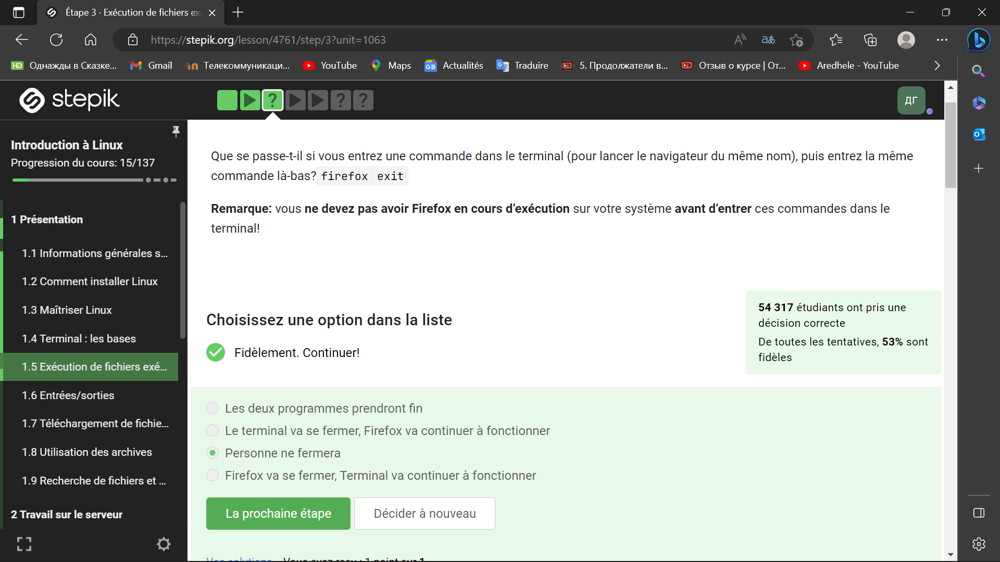 Étape 3 · Exécution de fichiers ex
https://stepik.org/lesson/4761/step/3?unit=1063
Однажды в Сказке...
Gmail
Телекоммуникаци...
YouTube
Maps
Actualités
Traduire
5. Продолжатели в...
Отзыв о курсе | От...
Aredhele - YouTube
stepik
ДГ
Introduction à Linux
Progression du cours: 15/137
1 Présentation
1.1 Informations générales s...
1.2 Comment installer Linux
1.3 Maîtriser Linux
1.4 Terminal : les bases
1.5 Exécution de fichiers exé...
1.6 Entrées/sorties
1.7 Téléchargement de fichie...
1.8 Utilisation des archives
1.9 Recherche de fichiers et ...
2 Travail sur le serveur
Que se passe-t-il si vous entrez une commande dans le terminal (pour lancer le navigateur du même nom), puis entrez la même
commande là-bas? firefox exit
Remarque: vous ne devez pas avoir Firefox en cours d’exécution sur votre système avant d’entrer ces commandes dans le
terminal!
Choisissez une option dans la liste
Fidèlement. Continuer!
54 317 étudiants ont pris une
décision correcte
De toutes les tentatives, 53% sont
fidèles
Les deux programmes prendront fin
Le terminal va se fermer, Firefox va continuer à fonctionner
Personne ne fermera
Firefox va se fermer, Terminal va continuer à fonctionner
La prochaine étape
Décider à nouveau
Vos solutions Vous avez reçu : 1 point sur 1